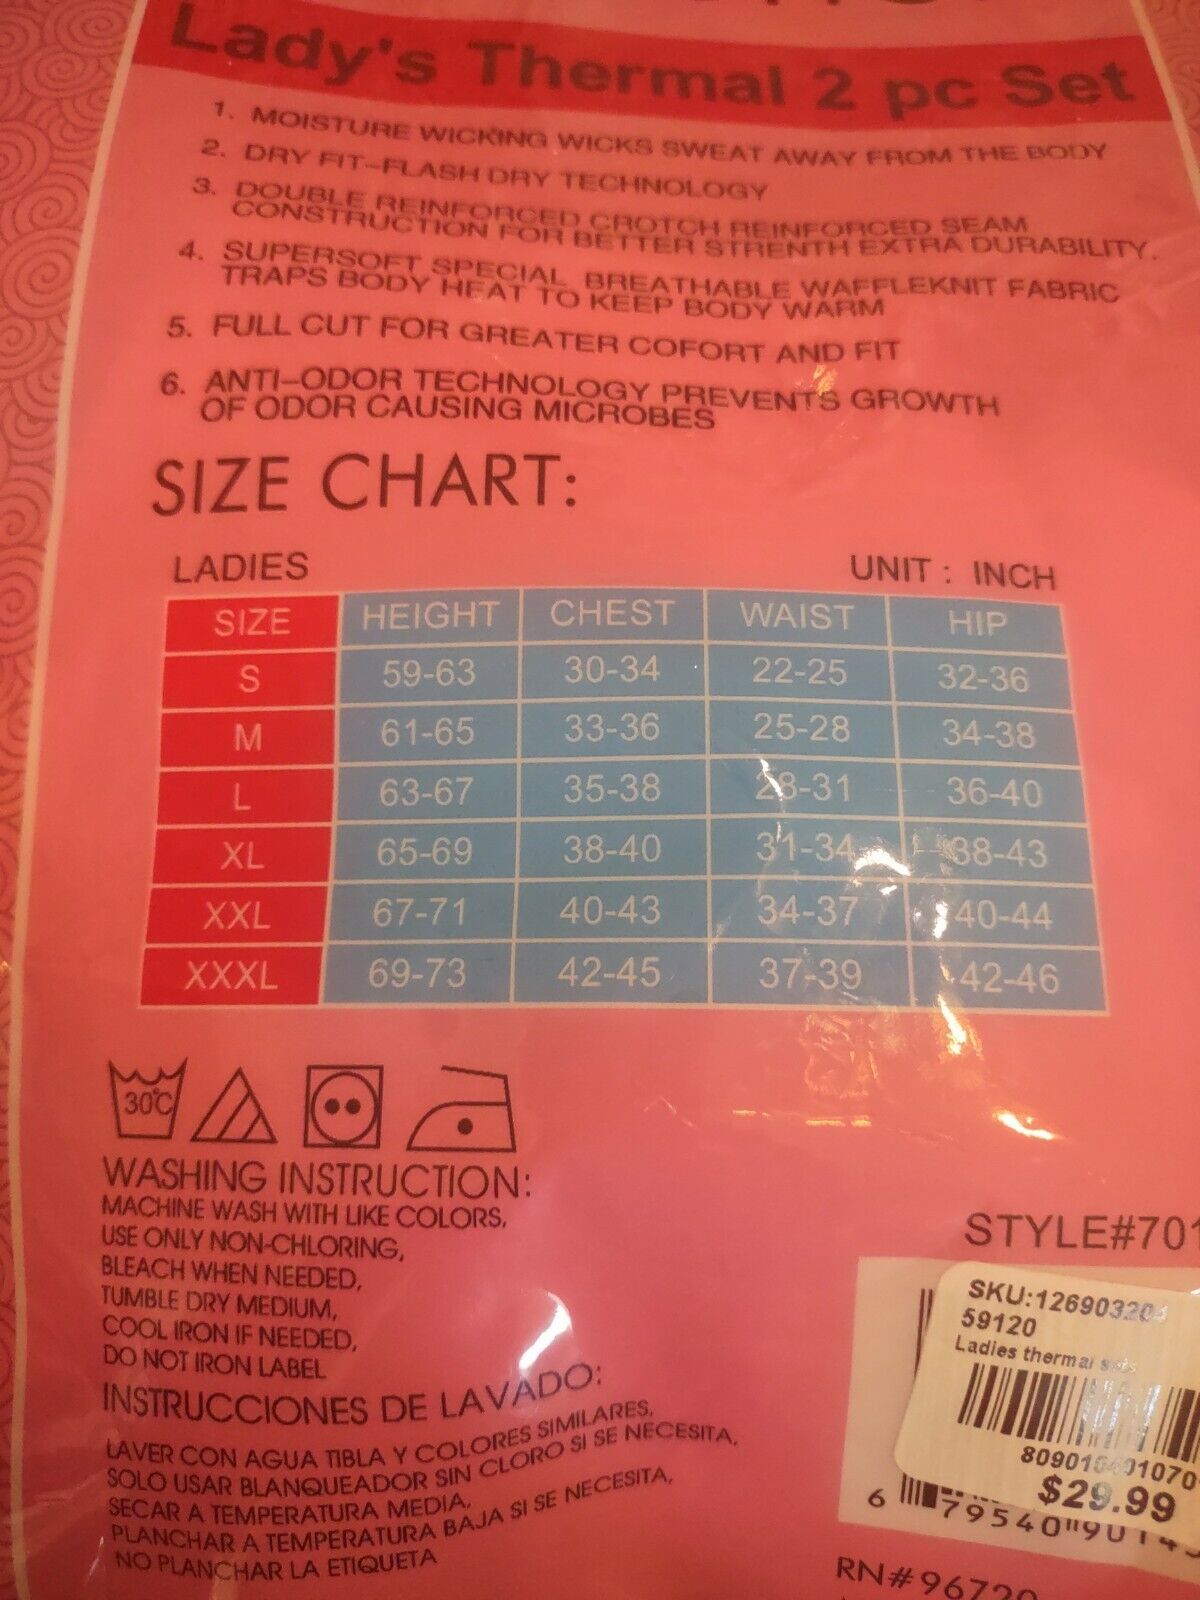 Lady's Thermal 2 pc Set
1. MOISTURE WICKING WICKS SWEAT AWAY FROM THE BODY
2. DRY FIT-FLASH DRY TECHNOLOGY
3. DOUBLE REINFORCED CROTCH REINFORCED SEAM
CONSTRUCTION FOR BETTER STRENTH EXTRA DURABILITY.
4. SUPERSOFT SPECIAL BREATHABLE WAFFLEKNIT FABRIC
TRAPS BODY HEAT TO KEEP BODY WARM
5. FULL CUT FOR GREATER COFORT AND FIT
6. ANTI-ODOR TECHNOLOGY PREVENTS GROWTH
OF ODOR CAUSING MICROBES
SIZE CHART:
LADIES UNIT : INCH
SIZE HEIGHT CHEST WAIST HIP
S 59-63 30-34 22-25 32-36
M 61-65 33-36 25-28 34-38
L 63-67 35-38 28-31 36-40
XL 65-69 38-40 31-34 38-43
XXL 67-71 40-43 34-37 40-44
XXXL 69-73 42-45 37-39 42-46
30°C
WASHING INSTRUCTION:
MACHINE WASH WITH LIKE COLORS,
USE ONLY NON-CHLORING,
BLEACH WHEN NEEDED,
TUMBLE DRY MEDIUM,
COOL IRON IF NEEDED,
DO NOT IRON LABEL
INSTRUCCIONES DE LAVADO:
LAVER CON AGUA TIBLA Y COLORES SIMILARES,
SOLO USAR BLANQUEADOR SIN CLORO SI SE NECESITA,
SECAR A TEMPERATURA MEDIA,
PLANCHAR A TEMPERATURA BAJA SI SE NECESITA,
NO PLANCHAR LA ETIQUETA
STYLE#701
SKU:126903204
59120
Ladies thermal sets
$29.99
6 79540 9014
RN# 96720